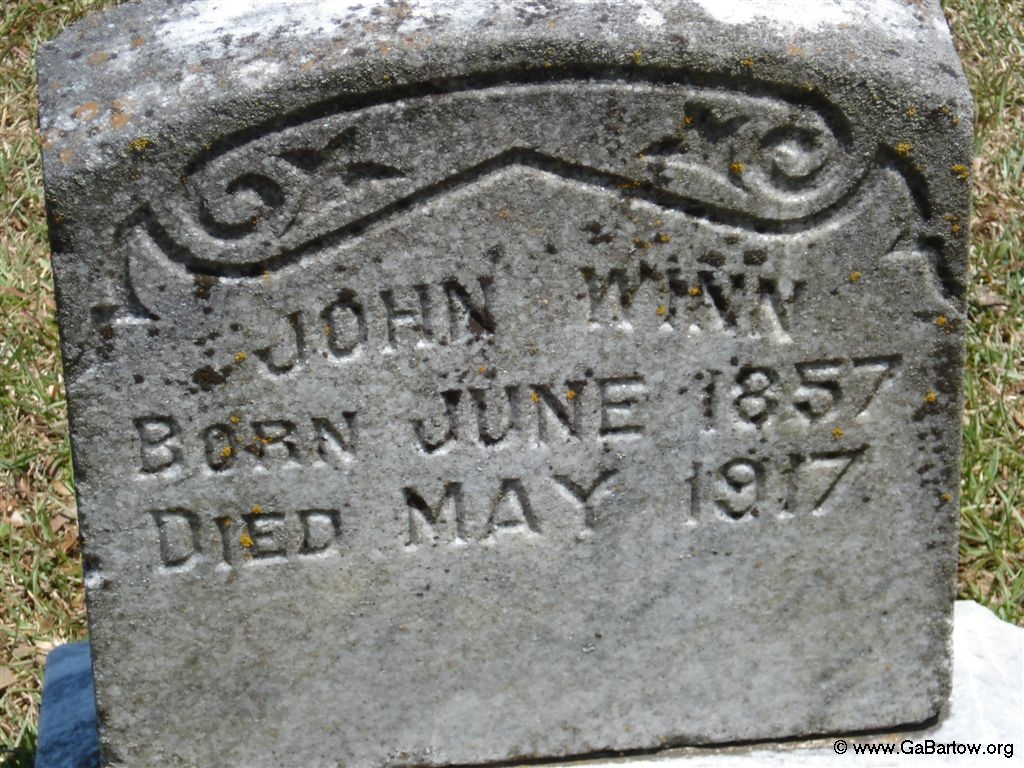 JOHN WINN
BORN JUNE 1857
DIED MAY 1917
© www.GaBartow.org